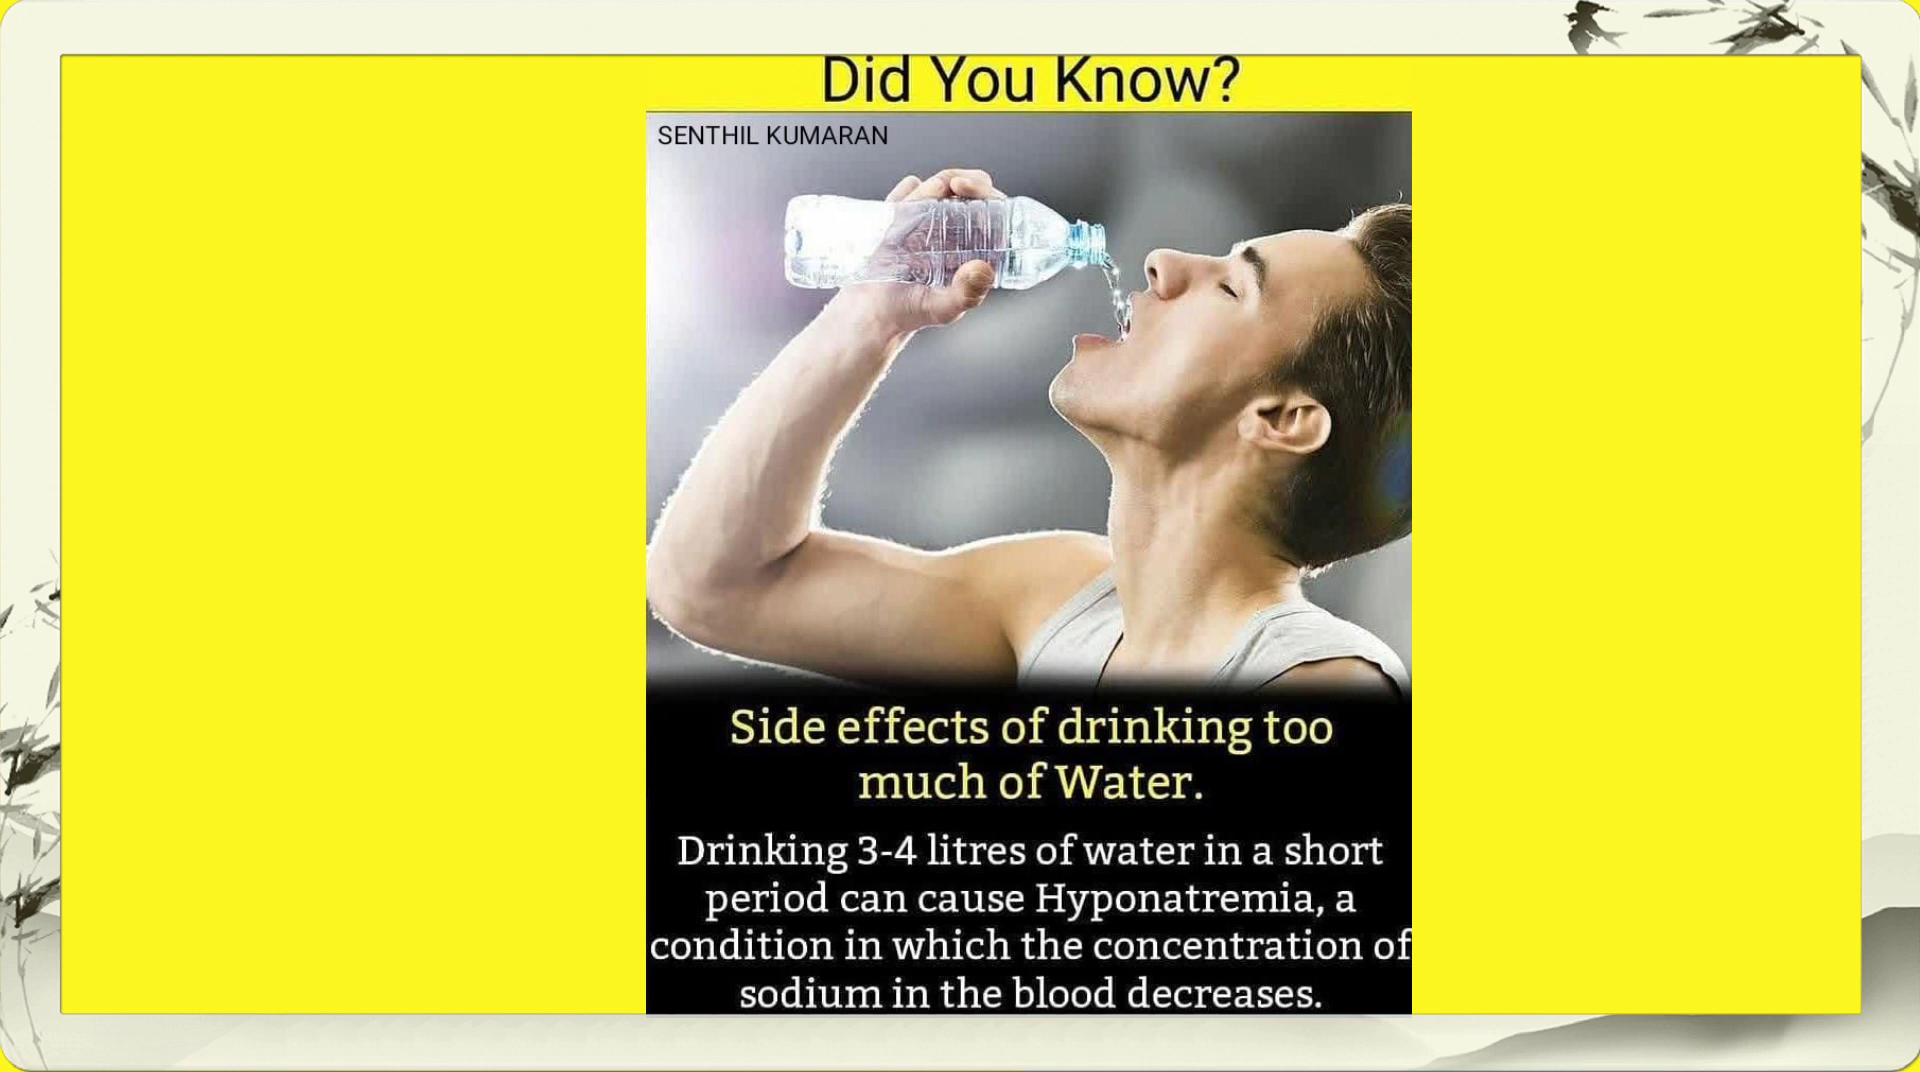 Did You Know?
SENTHIL KUMARAN
Side effects of drinking too
much of Water.
Drinking 3-4 litres of water in a short
period can cause Hyponatremia, a
condition in which the concentration of
sodium in the blood decreases.